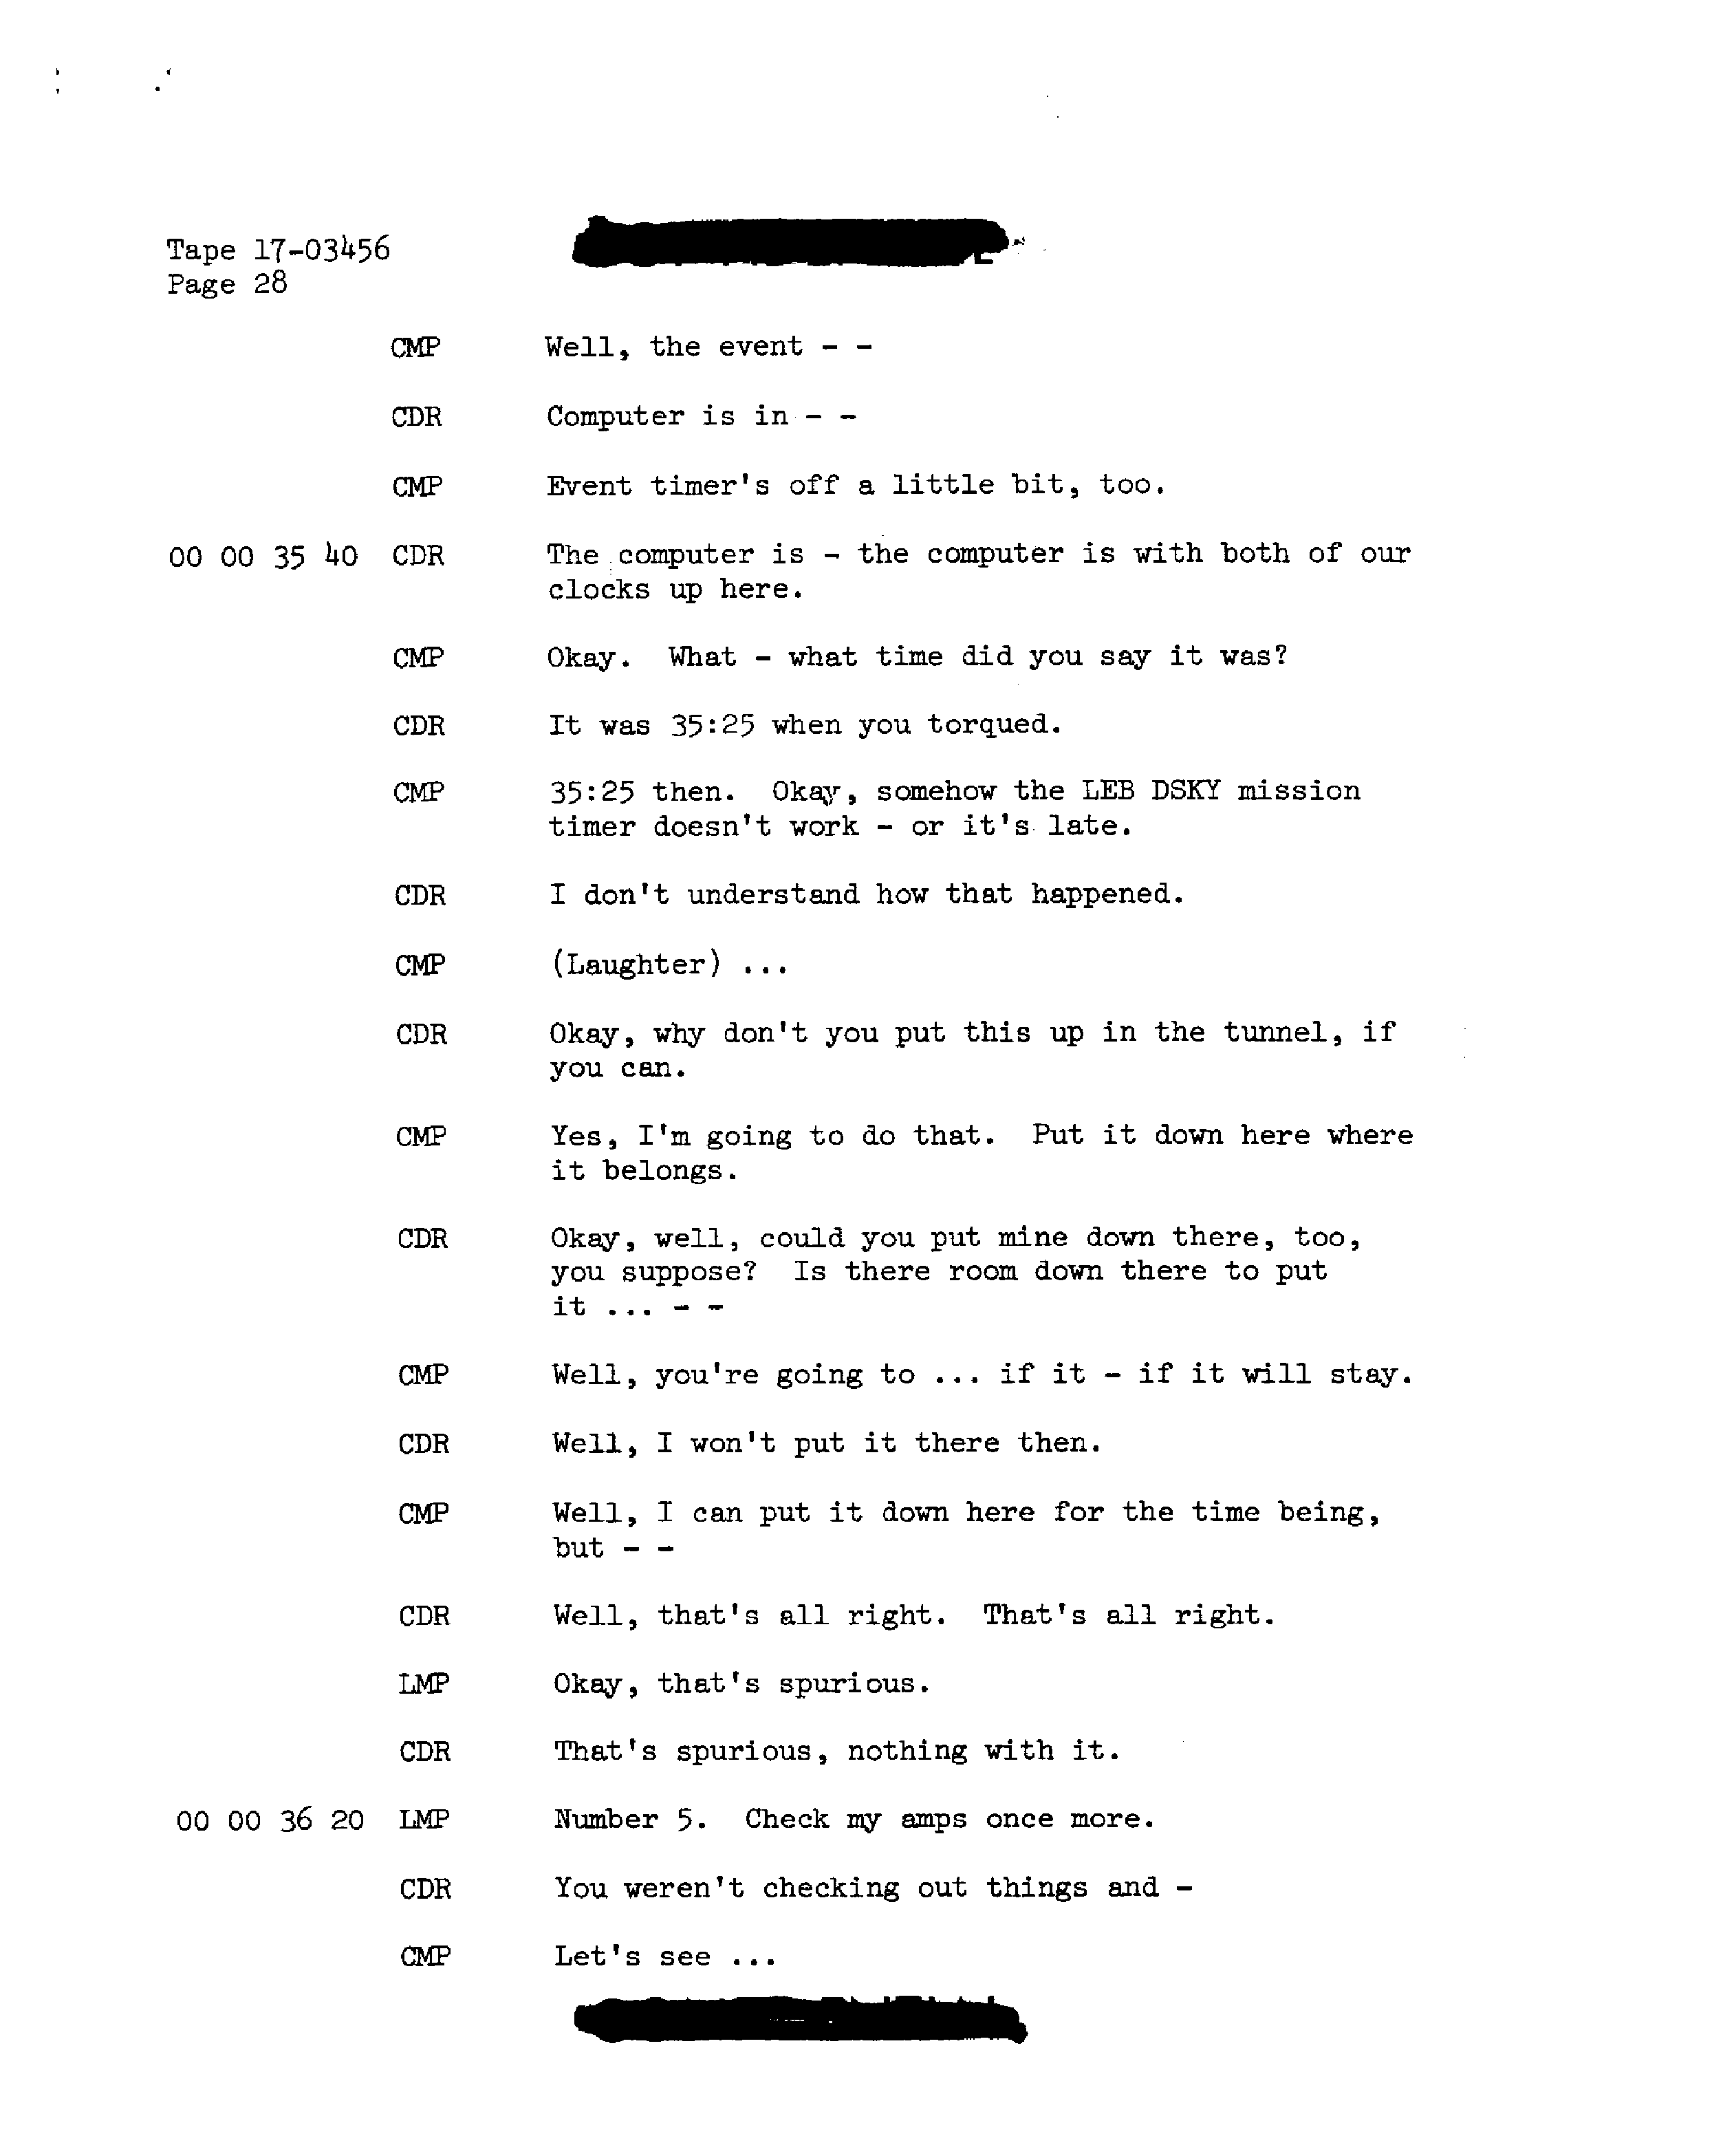 Tape 17-03456
Page 28
CMP Well, the event - -
CDR Computer is in - -
CMP Event timer's off a little bit, too.
00 00 35 40 CDR The computer is - the computer is with both of our
clocks up here.
CMP Okay. What - what time did you say it was?
CDR It was 35:25 when you torqued.
CMP 35:25 then. Okay, somehow the LEB DSKY mission
timer doesn't work - or it's late.
CDR I don't understand how that happened.
CMP (Laughter) ...
CDR Okay, why don't you put this up in the tunnel, if
you can.
CMP Yes, I'm going to do that. Put it down here where
it belongs.
CDR Okay, well, could you put mine down there, too,
you suppose? Is there room down there to put
it ... - -
CMP Well, you're going to ... if it - if it will stay.
CDR Well, I won't put it there then.
CMP Well, I can put it down here for the time being,
but - -
CDR Well, that's all right. That's all right.
LMP Okay, that's spurious.
CDR That's spurious, nothing with it.
00 00 36 20 LMP Number 5. Check my amps once more.
CDR You weren't checking out things and -
CMP Let's see ...